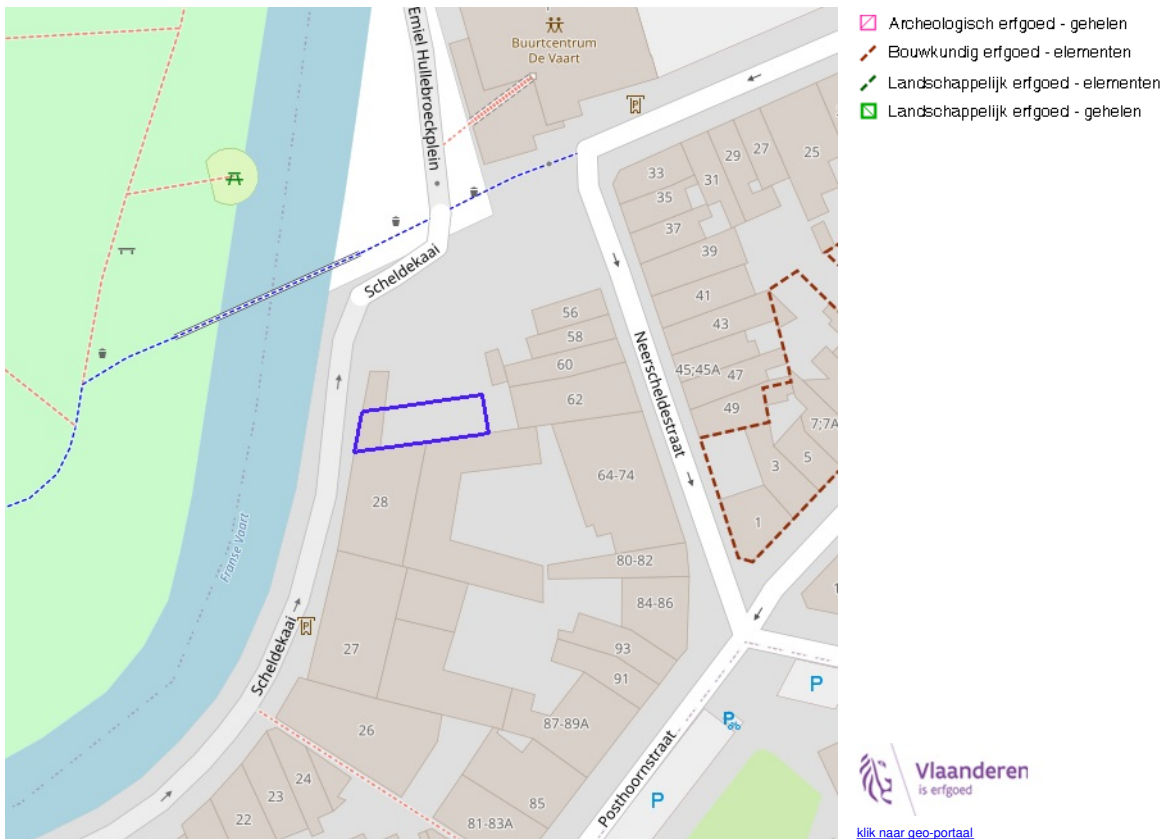 Emiel Hullebroeckplein
Buurtcentrum
De Vaart
P
33
35
37
31
29
27
25
39
41
43
45;45A
47
49
7;7A
5
3
1
Scheldekaai
56
58
60
62
Neerscheldestraat
64-74
28
80-82
84-86
Franse Vaart
P
Scheldekaai
27
93
91
87-89A
26
P
P
Posthoornstraat
24
23
22
85
81-83A
P
Archeologisch erfgoed - gehelen
Bouwkundig erfgoed - elementen
Landschappelijk erfgoed - elementen
Landschappelijk erfgoed - gehelen
Vlaanderen
is erfgoed
klik naar geo-portaal